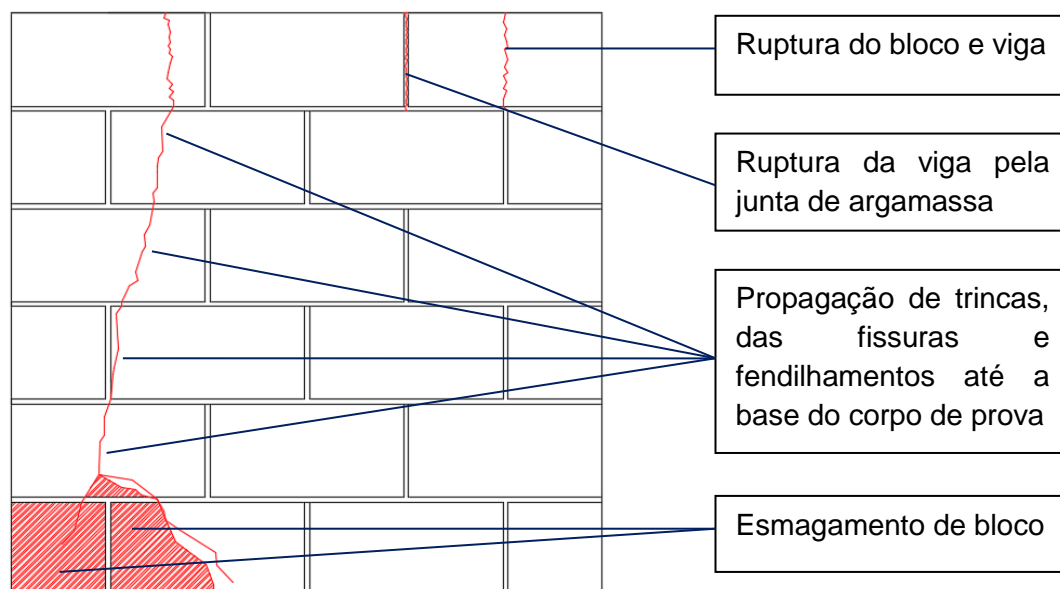 Ruptura do bloco e viga
Ruptura da viga pela
junta de argamassa
Propagação de trincas,
das fissuras e
fendilhamentos até a
base do corpo de prova
Esmagamento de bloco